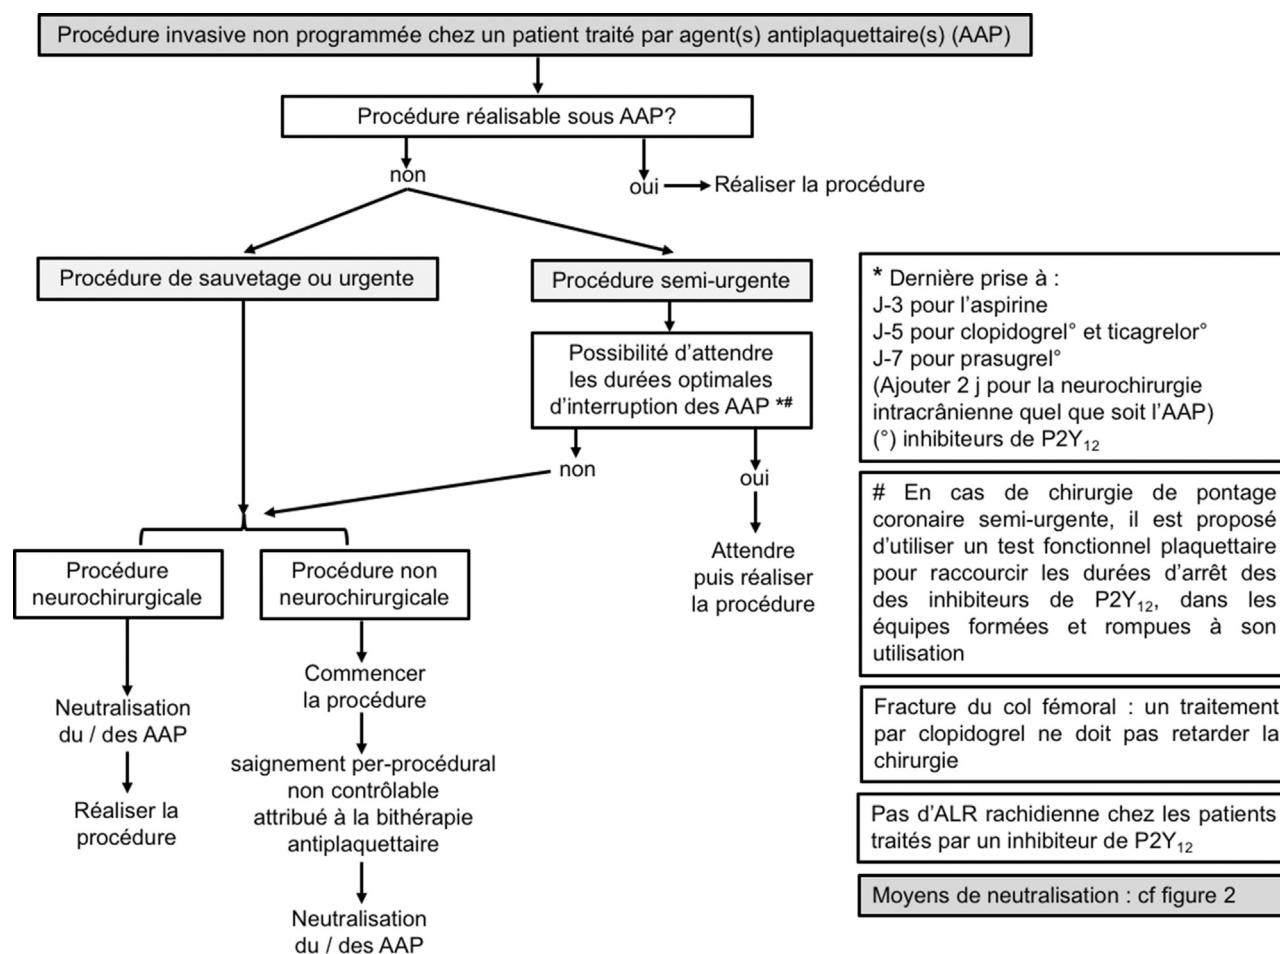 Procédure invasive non programmée chez un patient traité par agent(s) antiplaquettaire(s) (AAP)
Procédure réalisable sous AAP?
non
oui
Réaliser la procédure
Procédure de sauvetage ou urgente
Procédure semi-urgente
Possibilité d'attendre
les durées optimales
d'interruption des AAP *#
non
oui
Attendre
puis réaliser
la procédure
Procédure
neurochirurgicale
Procédure non
neurochirurgicale
Neutralisation
du / des AAP
Réaliser la
procédure
Commencer
la procédure
saignement per-procédural
non contrôlable
attribué à la bithérapie
antiplaquettaire
Neutralisation
du / des AAP
* Dernière prise à :
J-3 pour l'aspirine
J-5 pour clopidogrel° et ticagrelor°
J-7 pour prasugrel°
(Ajouter 2 j pour la neurochirurgie
intracrânienne quel que soit l'AAP)
(°) inhibiteurs de P2Y12
# En cas de chirurgie de pontage
coronaire semi-urgente, il est proposé
d'utiliser un test fonctionnel plaquettaire
pour raccourcir les durées d'arrêt des
des inhibiteurs de P2Y12, dans les
équipes formées et rompues à son
utilisation
Fracture du col fémoral : un traitement
par clopidogrel ne doit pas retarder la
chirurgie
Pas d'ALR rachidienne chez les patients
traités par un inhibiteur de P2Y12
Moyens de neutralisation : cf figure 2